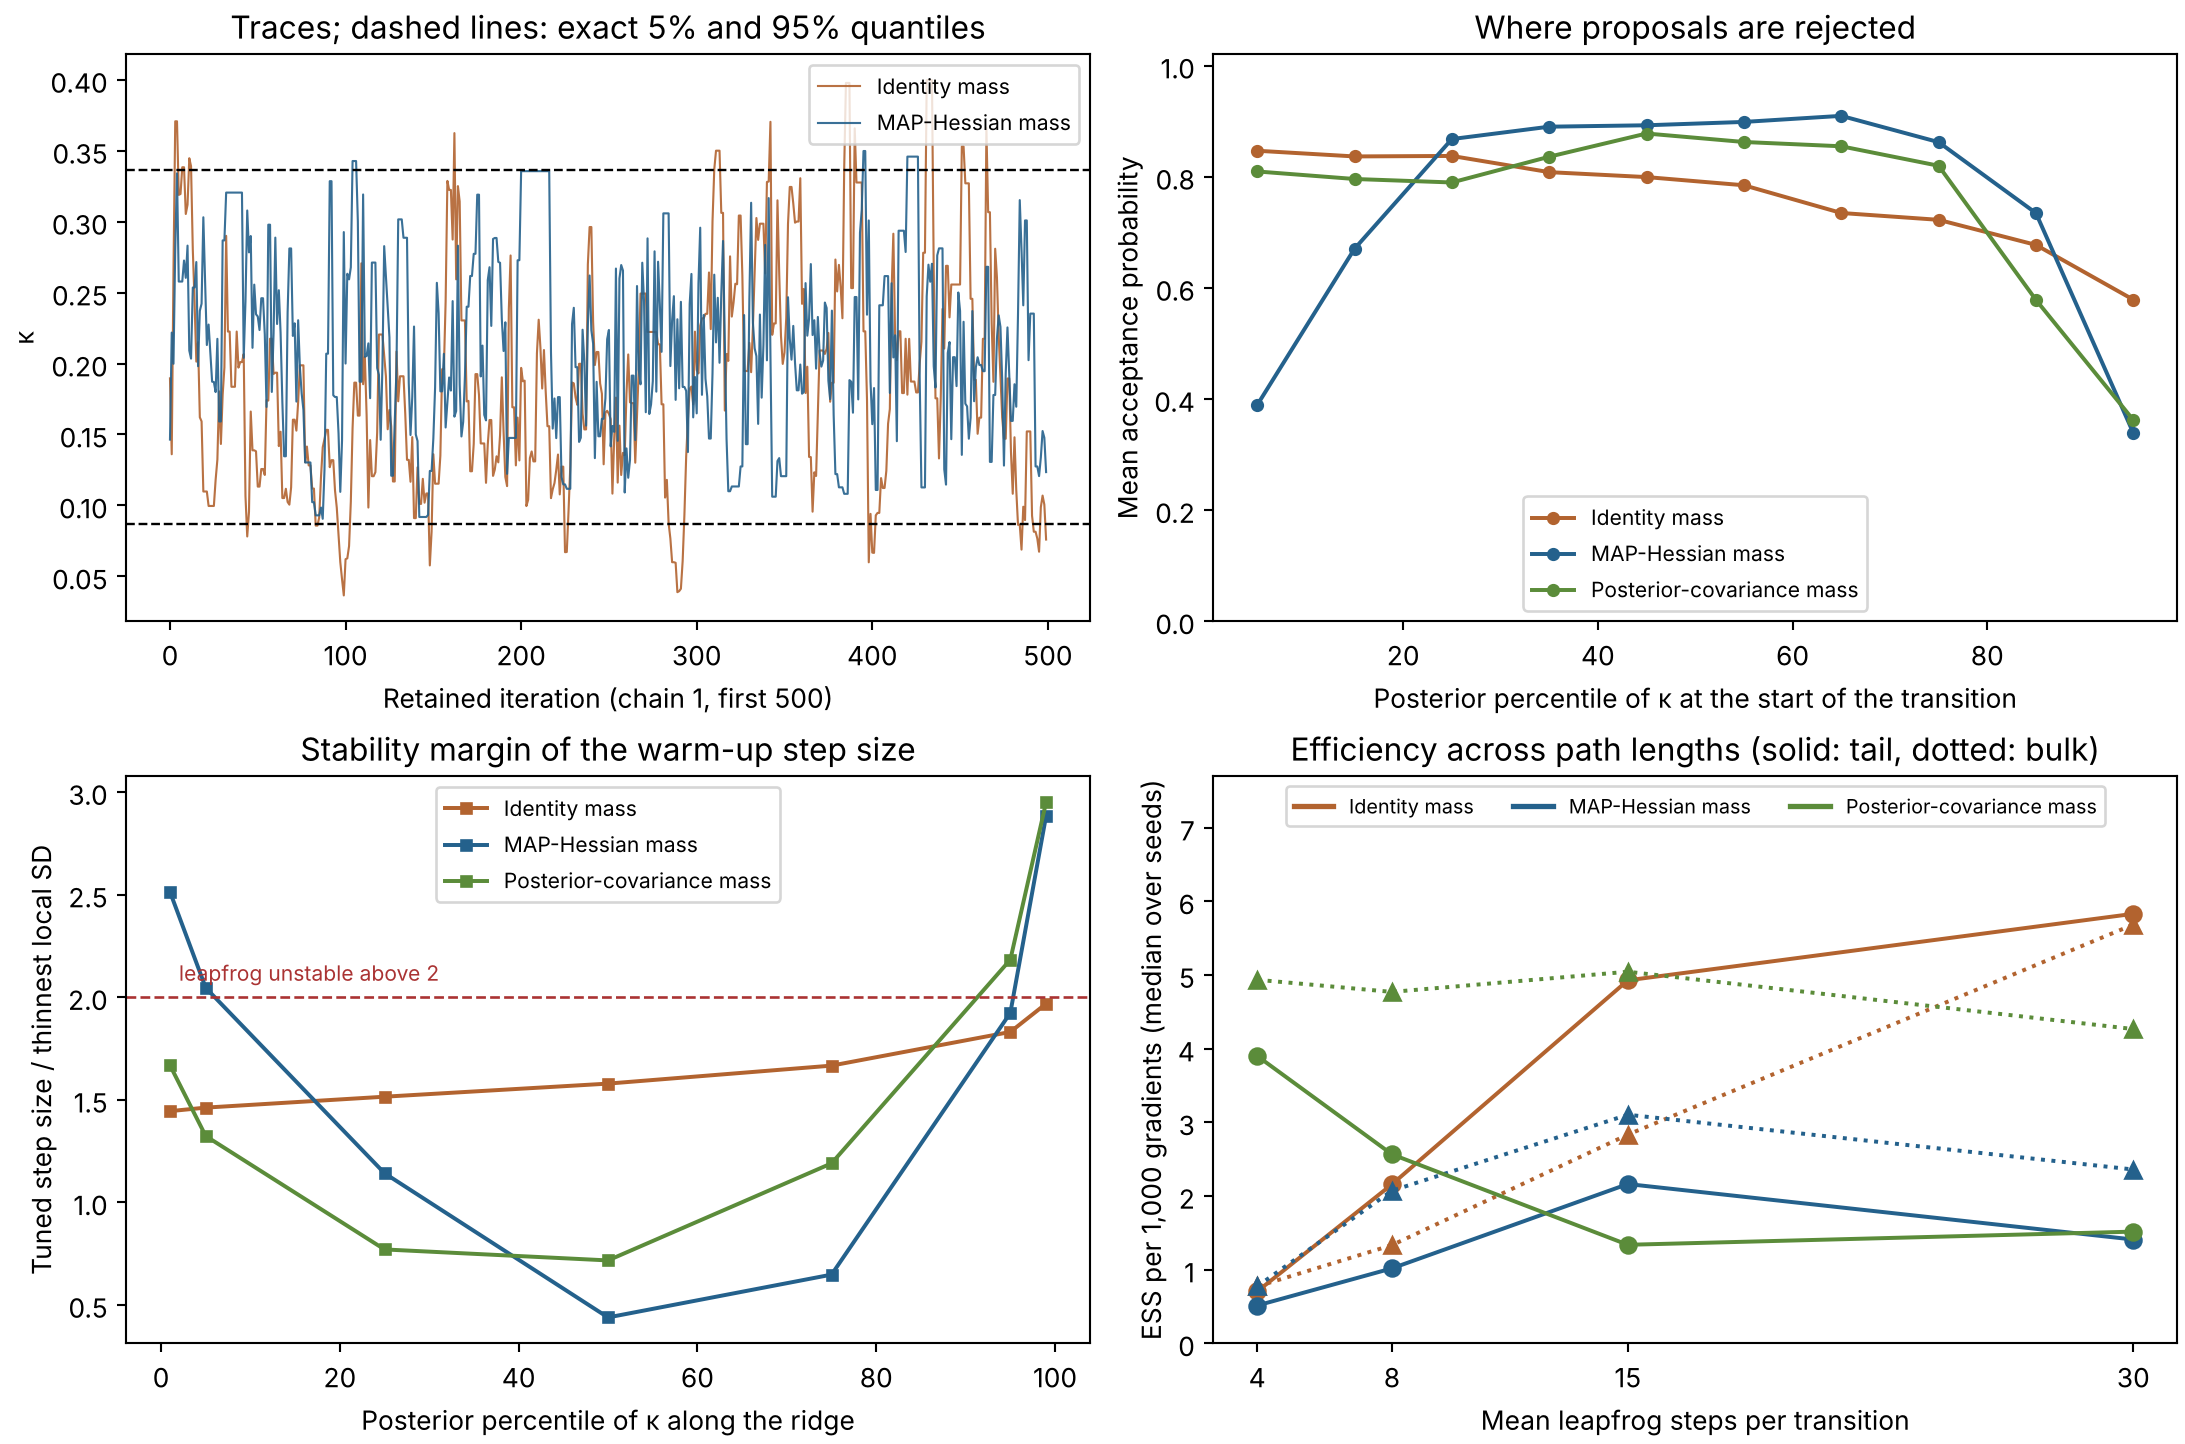 Traces; dashed lines: exact 5% and 95% quantiles
κ
0.40
0.35
0.30
0.25
0.20
0.15
0.10
0.05
Identity mass
MAP-Hessian mass
0
100
200
300
400
500
Retained iteration (chain 1, first 500)
Where proposals are rejected
Mean acceptance probability
1.0
0.8
0.6
0.4
0.2
0.0
Identity mass
MAP-Hessian mass
Posterior-covariance mass
20
40
60
80
Posterior percentile of κ at the start of the transition
Stability margin of the warm-up step size
Tuned step size / thinnest local SD
3.0
2.5
2.0
1.5
1.0
0.5
Identity mass
MAP-Hessian mass
Posterior-covariance mass
leapfrog unstable above 2
0
20
40
60
80
100
Posterior percentile of κ along the ridge
Efficiency across path lengths (solid: tail, dotted: bulk)
ESS per 1,000 gradients (median over seeds)
Identity mass
MAP-Hessian mass
Posterior-covariance mass
7
6
5
4
3
2
1
0
4
8
15
30
Mean leapfrog steps per transition